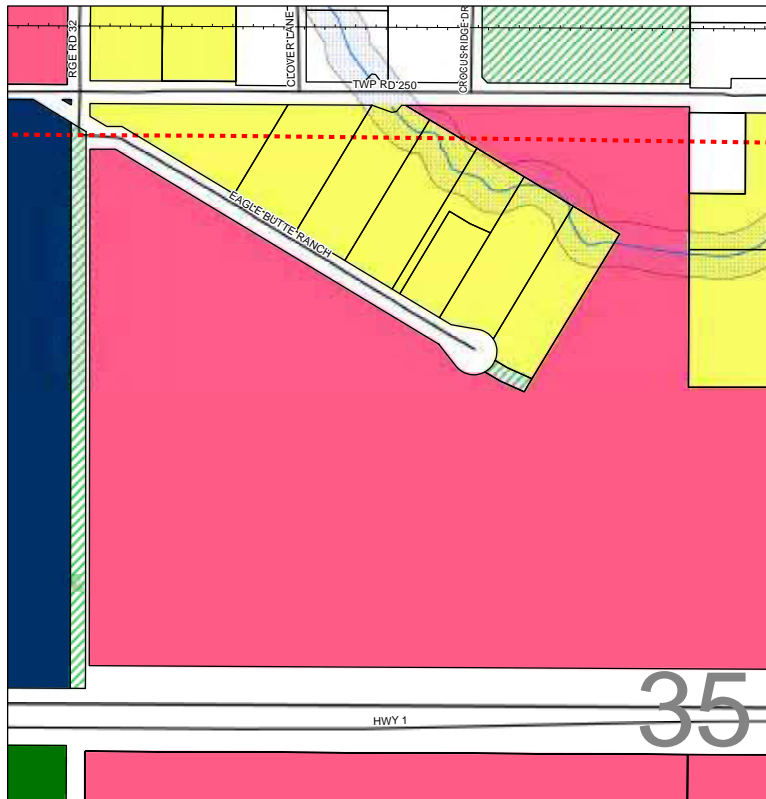 RGE RD 32
CLOVER LANE
CROCUS RIDGE DR
TWP RD 250
EAGLE BUTTE RANCH
35
HWY 1